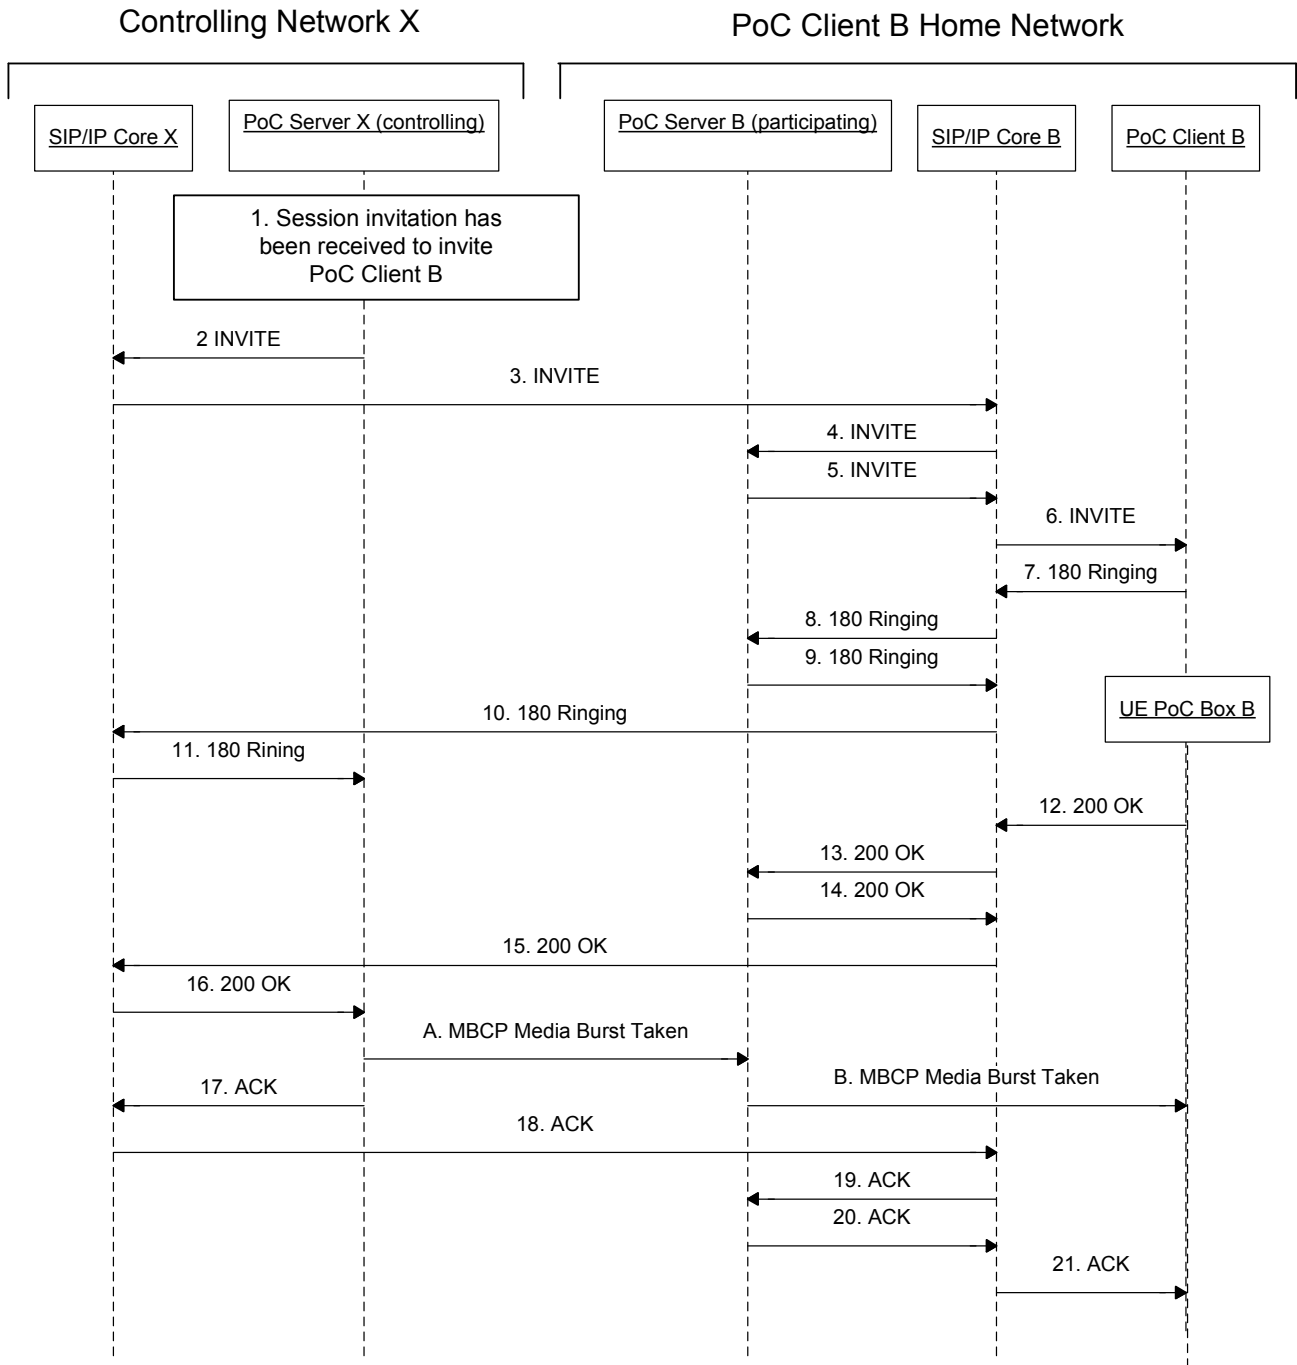 Controlling Network X
PoC Client B Home Network
SIP/IP Core X
PoC Server X (controlling)
PoC Server B (participating)
SIP/IP Core B
PoC Client B
1. Session invitation has
been received to invite
PoC Client B
2 INVITE
3. INVITE
4. INVITE
5. INVITE
6. INVITE
7. 180 Ringing
8. 180 Ringing
9. 180 Ringing
UE PoC Box B
10. 180 Ringing
11. 180 Rining
12. 200 OK
13. 200 OK
14. 200 OK
15. 200 OK
16. 200 OK
A. MBCP Media Burst Taken
B. MBCP Media Burst Taken
17. ACK
18. ACK
19. ACK
20. ACK
21. ACK